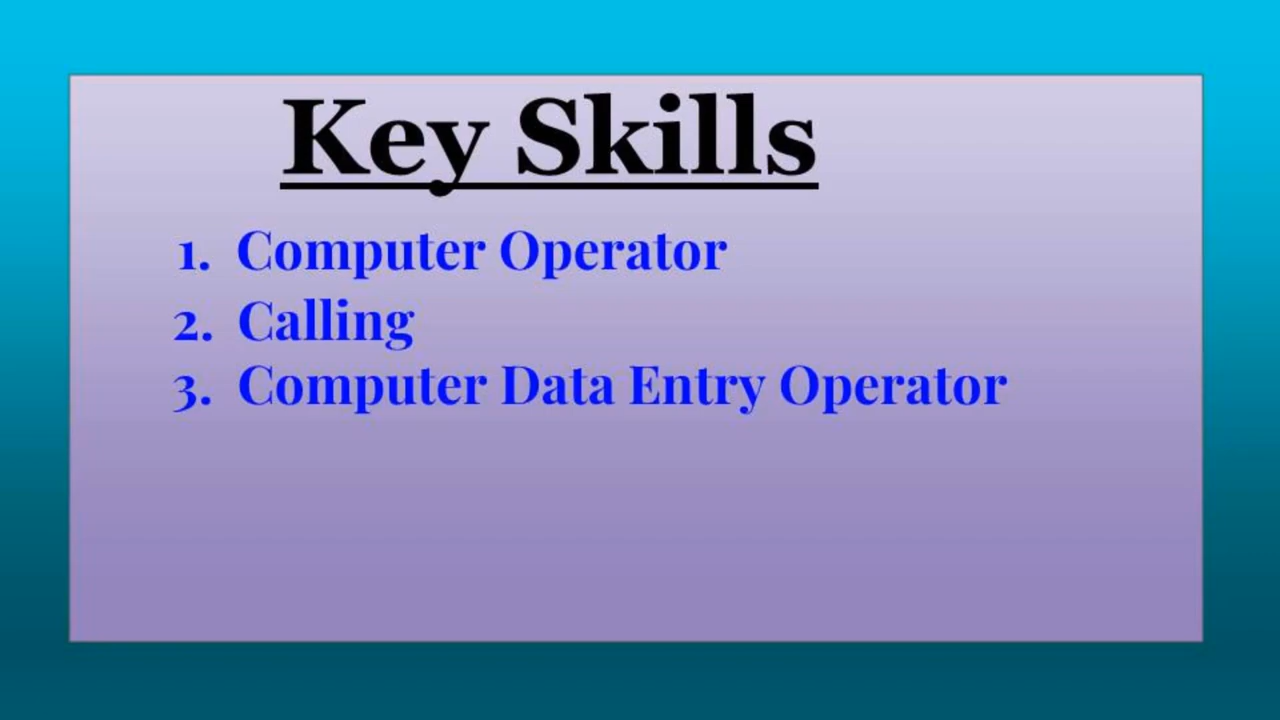 Key Skills
1. Computer Operator
2. Calling
3. Computer Data Entry Operator